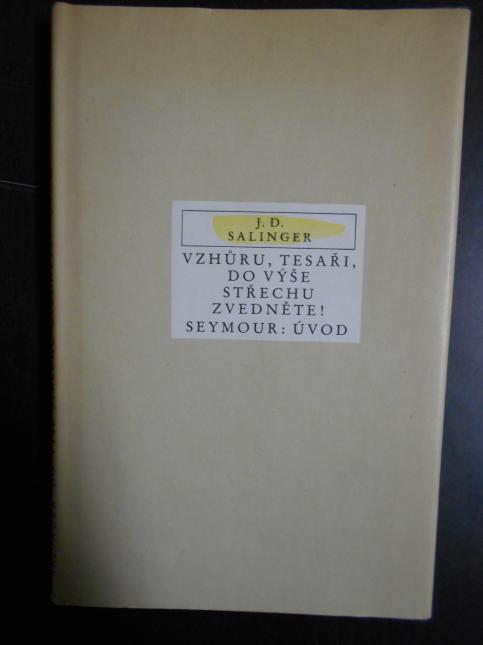 J. D.
SALINGER
VZHŮRU, TESAŘI,
DO VÝŠE
STŘECHU
ZVEDNĚTE!
SEYMOUR: ÚVOD